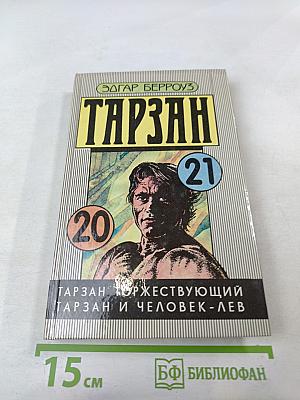 ЭДГАР БЕРРОУЗ
ТАРЗАН
21
20
ТАРЗАН ТОРЖЕСТВУЮЩИЙ
ТАРЗАН И ЧЕЛОВЕК-ЛЕВ
15 см
БФ БИБЛИОФАН